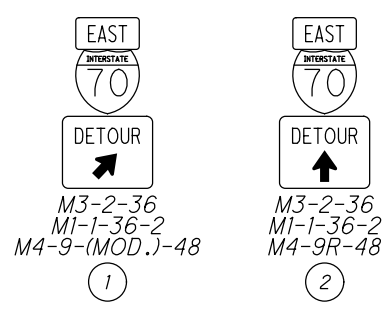 EAST
INTERSTATE
70
DETOUR
M3-2-36
M1-1-36-2
M4-9-(MOD.)-48
1
EAST
INTERSTATE
70
DETOUR
M3-2-36
M1-1-36-2
M4-9R-48
2